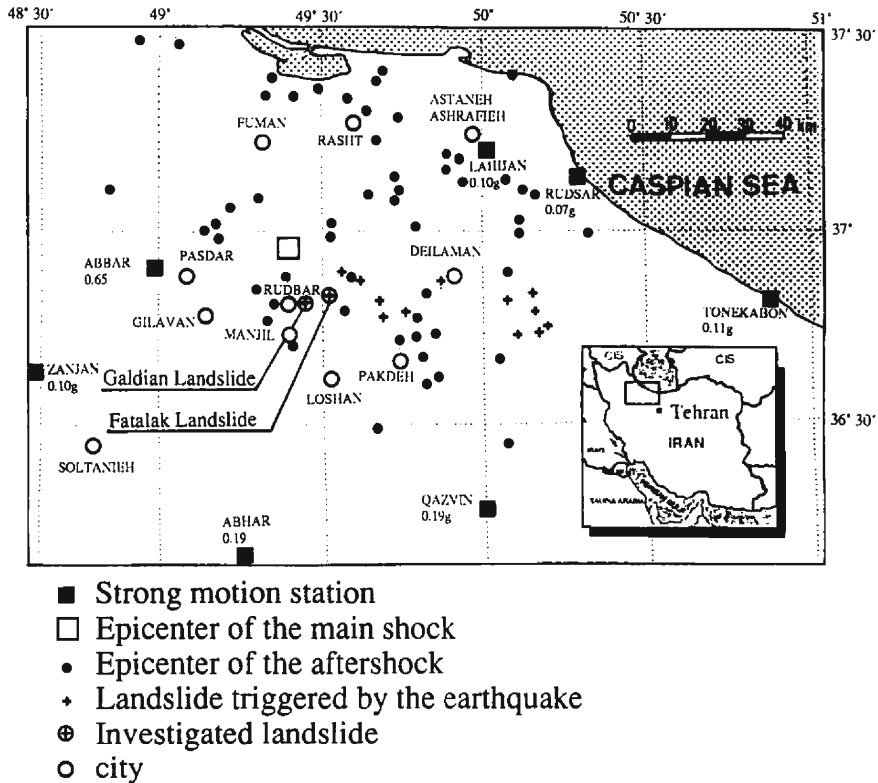 48° 30'
49°
49° 30'
50°
50° 30'
51°
37° 30'
ASTANEH
ASHRAFIEH
0 10 20 30 40 km
FUMAN
RASHT
LAHIJAN
0.10g
RUDSAR
0.07g
CASPIAN SEA
37°
PASDAR
DEILAMAN
ABBAR
0.65
RUDBAR
GILAVAN
MANJIL
TONEKABON
0.11g
ZANJAN
0.10g
Galdian Landslide
LOSHAN
PAKDEH
CIS
CIS
Tehran
IRAN
Fatalak Landslide
36° 30'
SOLTANIEH
QAZVIN
0.19g
ABHAR
0.19
Strong motion station
Epicenter of the main shock
Epicenter of the aftershock
Landslide triggered by the earthquake
Investigated landslide
city